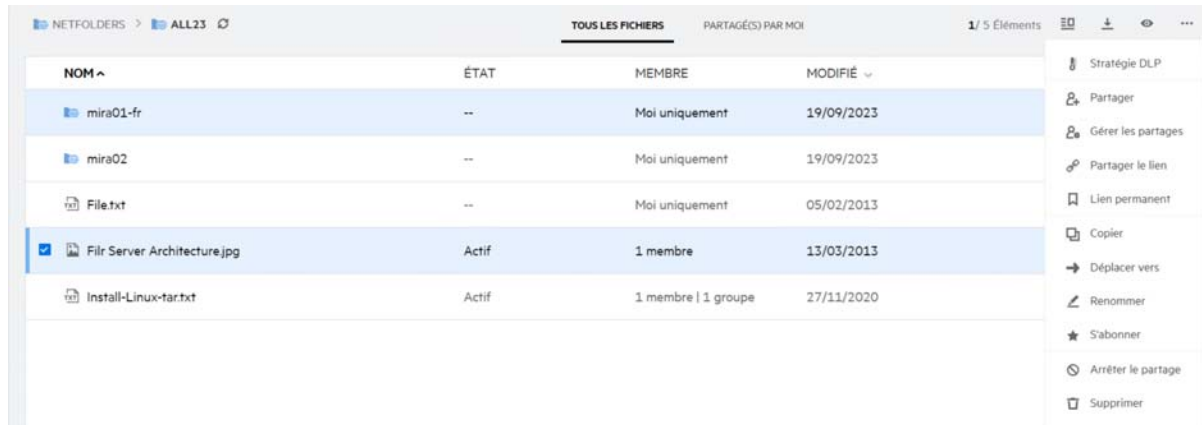 NETFOLDERS > ALL23 TOUS LES FICHIERS PARTAGÉ(S) PAR MOI 1/ 5 Éléments
NOM ÉTAT MEMBRE MODIFIÉ
mira01-fr -- Moi uniquement 19/09/2023
mira02 -- Moi uniquement 19/09/2023
TXT File.txt -- Moi uniquement 05/02/2013
Filr Server Architecture.jpg Actif 1 membre 13/03/2013
TXT Install-Linux-tar.txt Actif 1 membre | 1 groupe 27/11/2020
Stratégie DLP
Partager
Gérer les partages
Partager le lien
Lien permanent
Copier
Déplacer vers
Renommer
S'abonner
Arrêter le partage
Supprimer